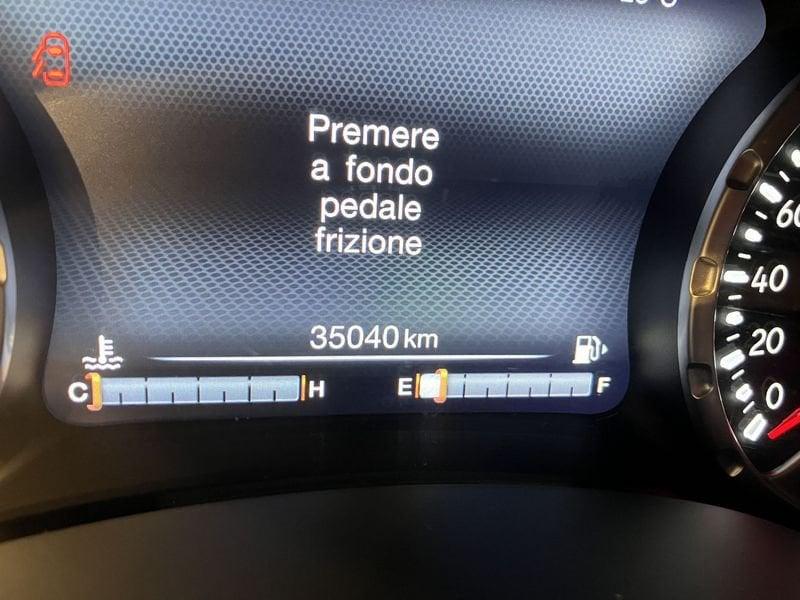 Premere
a fondo
pedale
frizione
35040 km
C H E F
60
40
20
0